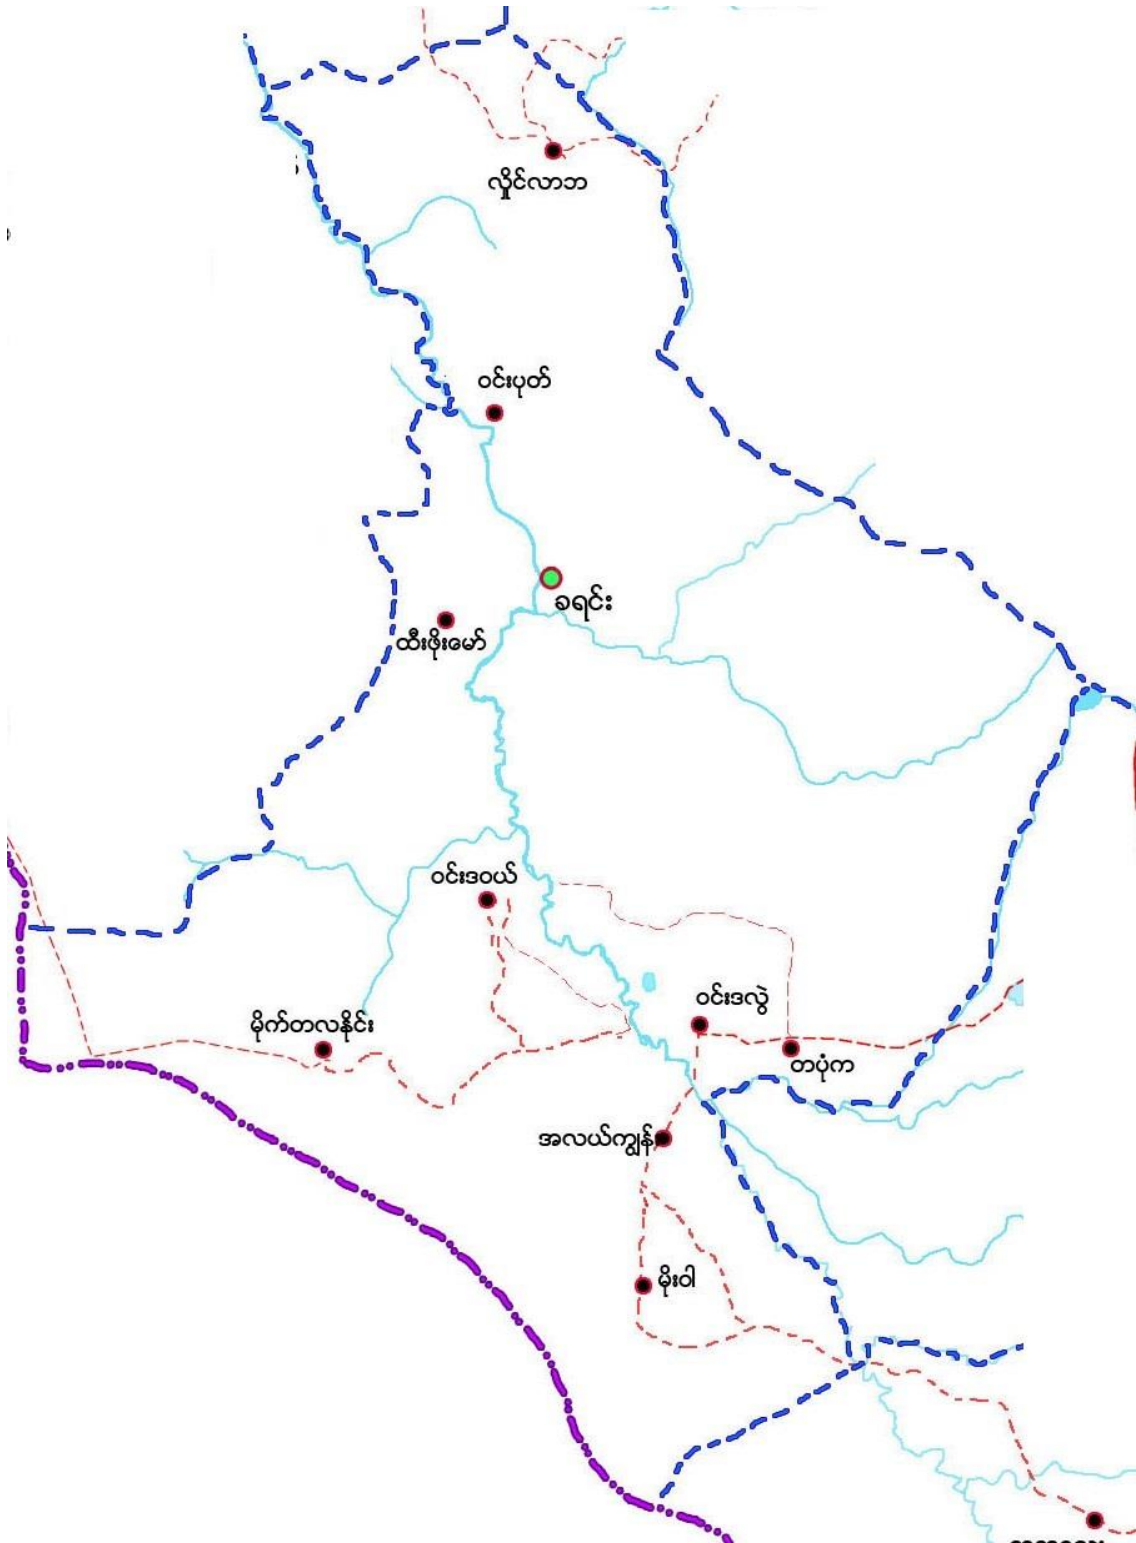 လှိုင်လာဘ
ဝင်းပုတ်
ခရင်း
ထီးဖိုးမော်
ဝင်းဒဝယ်
ဝင်းဒလွဲ
မိုက်တလနိုင်း
တပုံက
အလယ်ကျွန်
မိုးဝါ